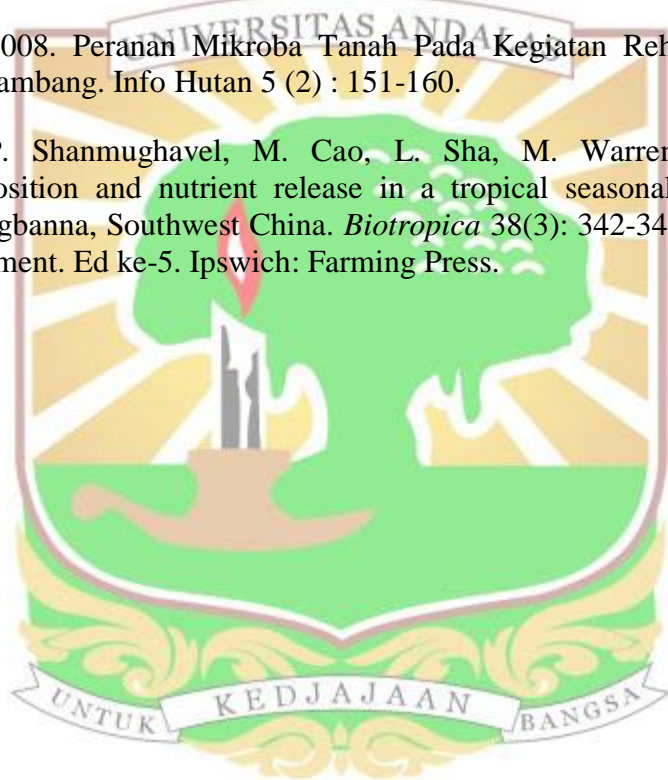 UNIVERSITAS ANDALAS
008. Peranan Mikroba Tanah Pada Kegiatan Reh
ambang. Info Hutan 5 (2) : 151-160.
P. Shanmughavel, M. Cao, L. Sha, M. Warren
osition and nutrient release in a tropical seasonal
gbanna, Southwest China. Biotropica 38(3): 342-34
ment. Ed ke-5. Ipswich: Farming Press.
UNTUK KEDJAJAAN BANGSA